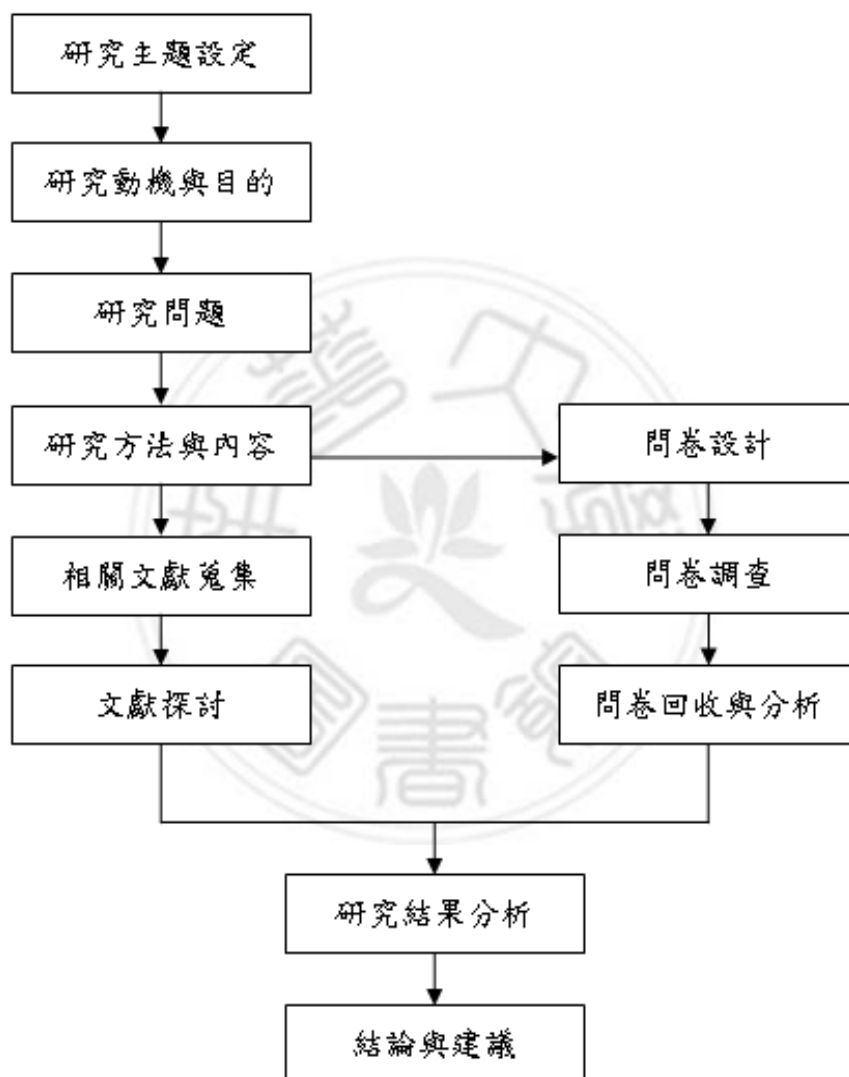 研究主題設定
研究動機與目的
研究問題
研究方法與內容
問卷設計
相關文獻蒐集
問卷調查
文獻探討
問卷回收與分析
研究結果分析
結論與建議